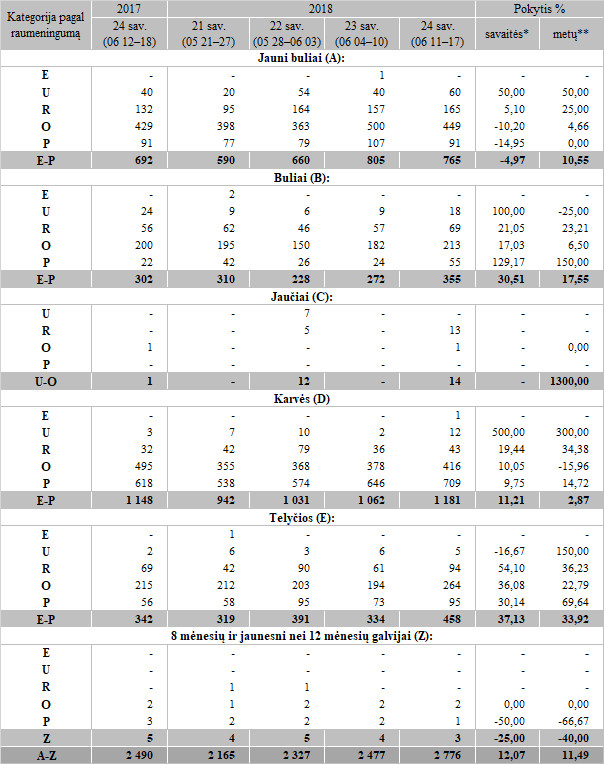 Kategorija pagal raumeningumą 2017 2018 Pokytis %
24 sav. (06 12–18) 21 sav. (05 21–27) 22 sav. (05 28–06 03) 23 sav. (06 04–10) 24 sav. (06 11–17) savaitės* metų**
Jauni buliai (A):
E - - - 1 - - -
U 40 20 54 40 60 50,00 50,00
R 132 95 164 157 165 5,10 25,00
O 429 398 363 500 449 -10,20 4,66
P 91 77 79 107 91 -14,95 0,00
E-P 692 590 660 805 765 -4,97 10,55
Buliai (B):
E - 2 - - - - -
U 24 9 6 9 18 100,00 -25,00
R 56 62 46 57 69 21,05 23,21
O 200 195 150 182 213 17,03 6,50
P 22 42 26 24 55 129,17 150,00
E-P 302 310 228 272 355 30,51 17,55
Jaučiai (C):
U - - 7 - - - -
R - - 5 - 13 - -
O 1 - - - 1 - 0,00
P - - - - - - -
U-O 1 - 12 - 14 - 1300,00
Karvės (D)
E - - - - 1 - -
U 3 7 10 2 12 500,00 300,00
R 32 42 79 36 43 19,44 34,38
O 495 355 368 378 416 10,05 -15,96
P 618 538 574 646 709 9,75 14,72
E-P 1 148 942 1 031 1 062 1 181 11,21 2,87
Telyčios (E):
E - 1 - - - - -
U 2 6 3 6 5 -16,67 150,00
R 69 42 90 61 94 54,10 36,23
O 215 212 203 194 264 36,08 22,79
P 56 58 95 73 95 30,14 69,64
E-P 342 319 391 334 458 37,13 33,92
8 mėnesių ir jaunesni nei 12 mėnesių galvijai (Z):
E - - - - - - -
U - - - - - - -
R - 1 1 - - - -
O 2 1 2 2 2 0,00 0,00
P 3 2 2 2 1 -50,00 -66,67
Z 5 4 5 4 3 -25,00 -40,00
A-Z 2 490 2 165 2 327 2 477 2 776 12,07 11,49